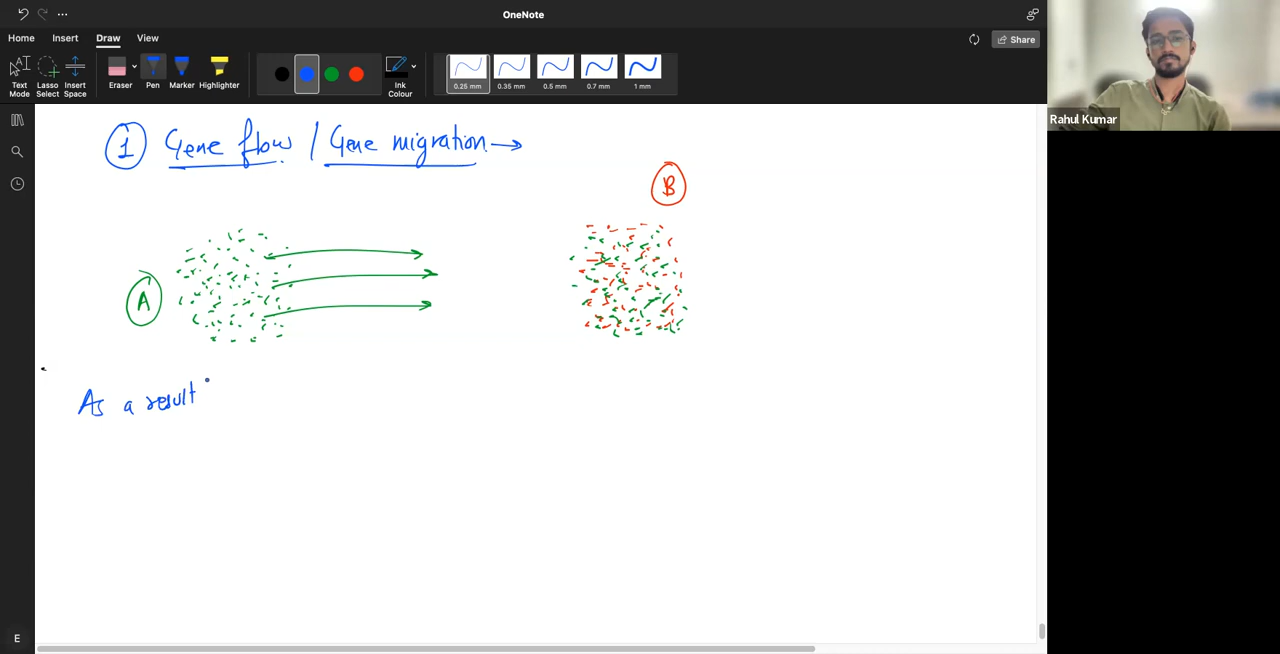 OneNote
Home Insert Draw View
Share
Text Mode
Lasso Select
Insert Space
Eraser
Pen
Marker
Highlighter
Ink Colour
0.25 mm
0.35 mm
0.5 mm
0.7 mm
1 mm
Rahul Kumar
1 Gene flow / Gene migration →
B
A
As a result
E